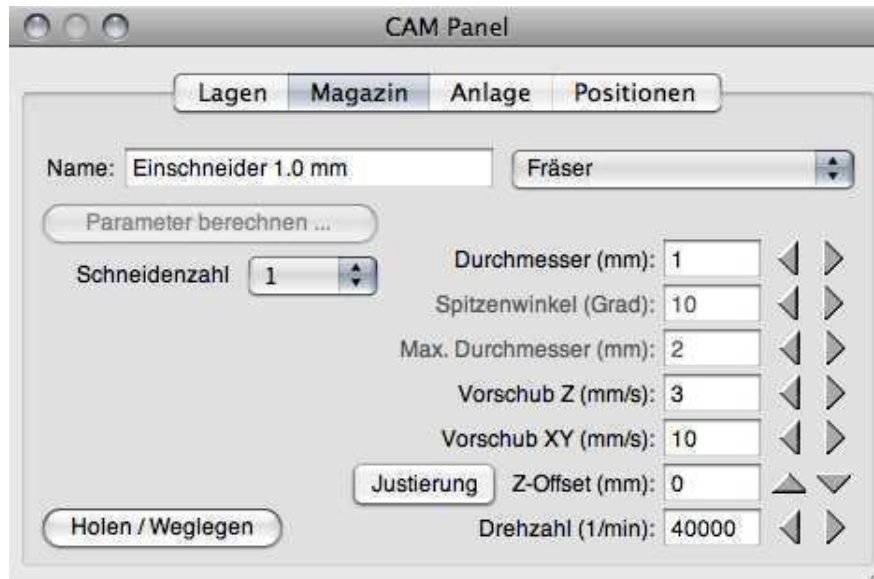 CAM Panel
Lagen Magazin Anlage Positionen
Name: Einschneider 1.0 mm Fräser
Parameter berechnen ...
Schneidenzahl 1
Durchmesser (mm): 1
Spitzenwinkel (Grad): 10
Max. Durchmesser (mm): 2
Vorschub Z (mm/s): 3
Vorschub XY (mm/s): 10
Justierung Z-Offset (mm): 0
Holen / Weglegen Drehzahl (1/min): 40000